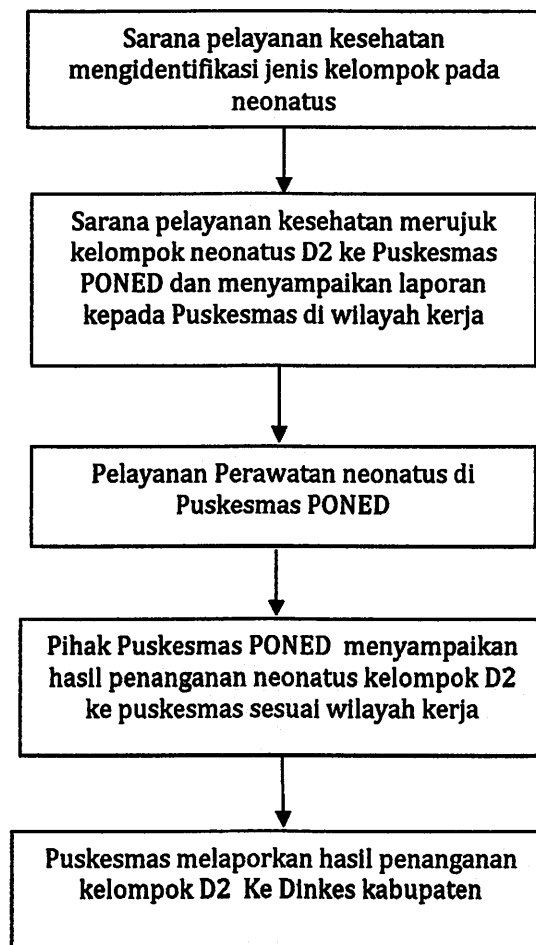 Sarana pelayanan kesehatan
mengidentifikasi jenis kelompok pada
neonatus
Sarana pelayanan kesehatan merujuk
kelompok neonatus D2 ke Puskesmas
PONED dan menyampaikan laporan
kepada Puskesmas di wilayah kerja
Pelayanan Perawatan neonatus di
Puskesmas PONED
Pihak Puskesmas PONED menyampaikan
hasil penanganan neonatus kelompok D2
ke puskesmas sesuai wilayah kerja
Puskesmas melaporkan hasil penanganan
kelompok D2 Ke Dinkes kabupaten